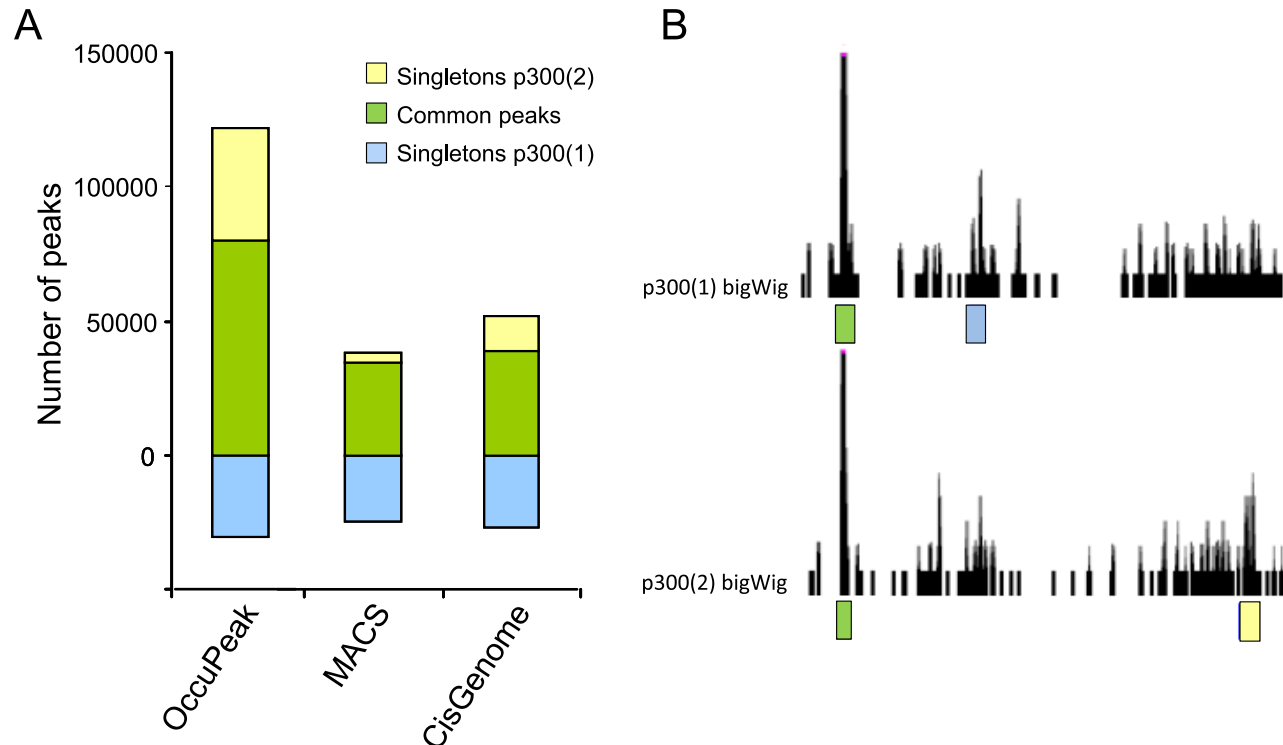 A
B
150000
100000
50000
0
Number of peaks
Singletons p300(2)
Common peaks
Singletons p300(1)
OccuPeak
MACS
CisGenome
p300(1) bigWig
p300(2) bigWig